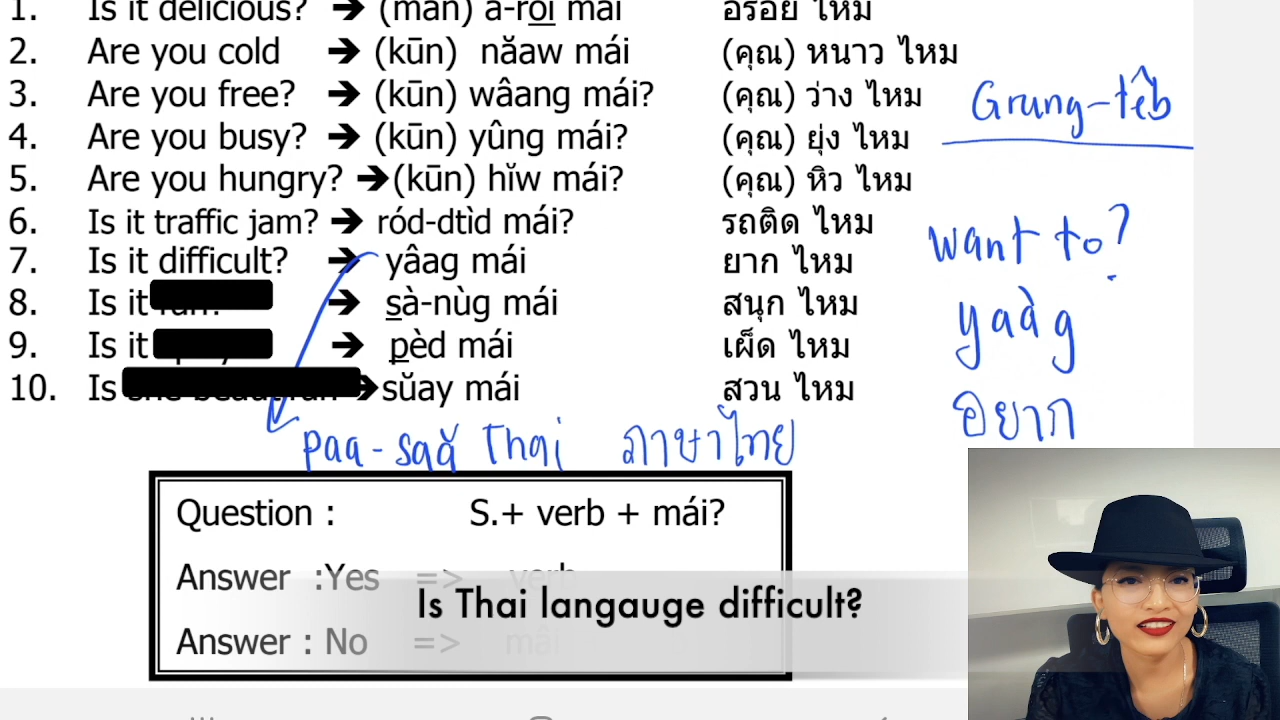 1. Is it delicious? ➔ (man) a-roi mái อร่อย ไหม
2. Are you cold ➔ (kūn) năaw mái (คุณ) หนาว ไหม
3. Are you free? ➔ (kūn) wâang mái? (คุณ) ว่าง ไหม
4. Are you busy? ➔ (kūn) yûng mái? (คุณ) ยุ่ง ไหม
5. Are you hungry? ➔ (kūn) hĭw mái? (คุณ) หิว ไหม
6. Is it traffic jam? ➔ ród-dtìd mái? รถติด ไหม
7. Is it difficult? ➔ yâag mái ยาก ไหม
8. Is it ➔ sà-nùg mái สนุก ไหม
9. Is it ➔ pèd mái เผ็ด ไหม
10. Is ➔ sŭay mái สวน ไหม
Grung-têb
want to?
yaàg
อยาก
paa-saǎ Thai ภาษาไทย
Question : S.+ verb + mái?
Answer :Yes => verb
Answer : No => mâi
Is Thai langauge difficult?